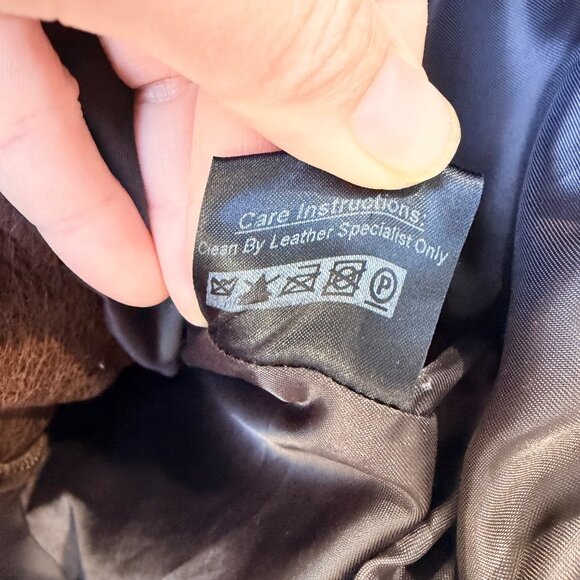 Care Instructions:
Clean By Leather Specialist Only
P